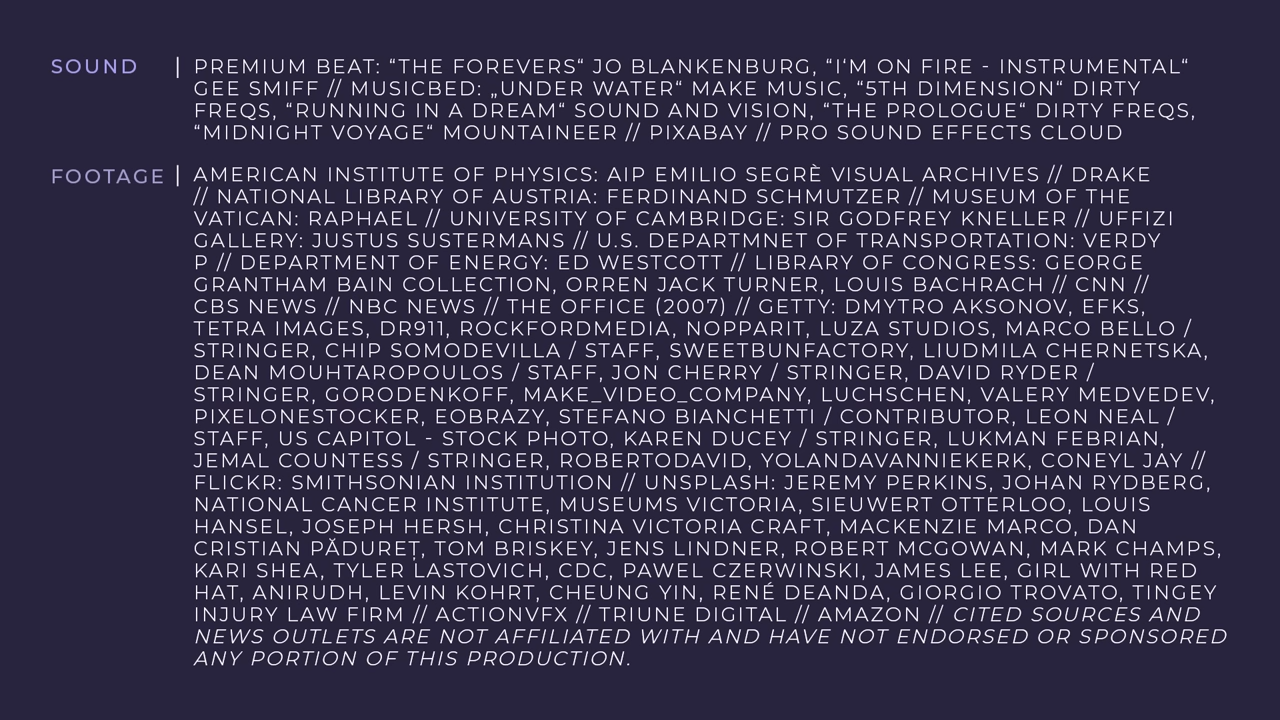 SOUND | PREMIUM BEAT: “THE FOREVERS“ JO BLANKENBURG, “I‘M ON FIRE - INSTRUMENTAL“
GEE SMIFF // MUSICBED: „UNDER WATER“ MAKE MUSIC, “5TH DIMENSION“ DIRTY
FREQS, “RUNNING IN A DREAM“ SOUND AND VISION, “THE PROLOGUE“ DIRTY FREQS,
“MIDNIGHT VOYAGE“ MOUNTAINEER // PIXABAY // PRO SOUND EFFECTS CLOUD
FOOTAGE | AMERICAN INSTITUTE OF PHYSICS: AIP EMILIO SEGRÈ VISUAL ARCHIVES // DRAKE
// NATIONAL LIBRARY OF AUSTRIA: FERDINAND SCHMUTZER // MUSEUM OF THE
VATICAN: RAPHAEL // UNIVERSITY OF CAMBRIDGE: SIR GODFREY KNELLER // UFFIZI
GALLERY: JUSTUS SUSTERMANS // U.S. DEPARTMNET OF TRANSPORTATION: VERDY
P // DEPARTMENT OF ENERGY: ED WESTCOTT // LIBRARY OF CONGRESS: GEORGE
GRANTHAM BAIN COLLECTION, ORREN JACK TURNER, LOUIS BACHRACH // CNN //
CBS NEWS // NBC NEWS // THE OFFICE (2007) // GETTY: DMYTRO AKSONOV, EFKS,
TETRA IMAGES, DR911, ROCKFORDMEDIA, NOPPARIT, LUZA STUDIOS, MARCO BELLO /
STRINGER, CHIP SOMODEVILLA / STAFF, SWEETBUNFACTORY, LIUDMILA CHERNETSKA,
DEAN MOUHTAROPOULOS / STAFF, JON CHERRY / STRINGER, DAVID RYDER /
STRINGER, GORODENKOFF, MAKE_VIDEO_COMPANY, LUCHSCHEN, VALERY MEDVEDEV,
PIXELONESTOCKER, EOBRAZY, STEFANO BIANCHETTI / CONTRIBUTOR, LEON NEAL /
STAFF, US CAPITOL - STOCK PHOTO, KAREN DUCEY / STRINGER, LUKMAN FEBRIAN,
JEMAL COUNTESS / STRINGER, ROBERTODAVID, YOLANDAVANNIEKERK, CONEYL JAY //
FLICKR: SMITHSONIAN INSTITUTION // UNSPLASH: JEREMY PERKINS, JOHAN RYDBERG,
NATIONAL CANCER INSTITUTE, MUSEUMS VICTORIA, SIEUWERT OTTERLOO, LOUIS
HANSEL, JOSEPH HERSH, CHRISTINA VICTORIA CRAFT, MACKENZIE MARCO, DAN
CRISTIAN PĂDUREȚ, TOM BRISKEY, JENS LINDNER, ROBERT MCGOWAN, MARK CHAMPS,
KARI SHEA, TYLER LASTOVICH, CDC, PAWEL CZERWINSKI, JAMES LEE, GIRL WITH RED
HAT, ANIRUDH, LEVIN KOHRT, CHEUNG YIN, RENÉ DEANDA, GIORGIO TROVATO, TINGEY
INJURY LAW FIRM // ACTIONVFX // TRIUNE DIGITAL // AMAZON // CITED SOURCES AND
NEWS OUTLETS ARE NOT AFFILIATED WITH AND HAVE NOT ENDORSED OR SPONSORED
ANY PORTION OF THIS PRODUCTION.